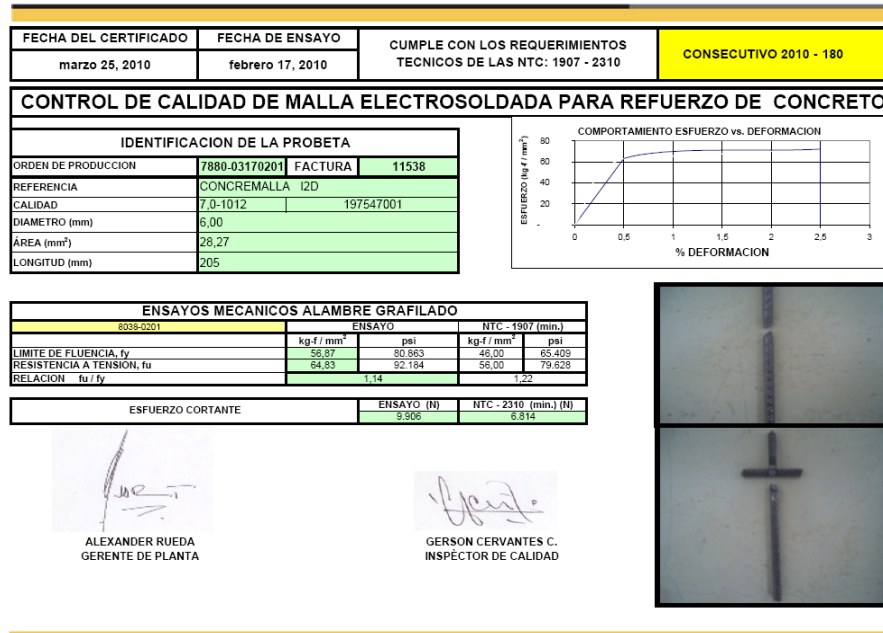 FECHA DEL CERTIFICADO FECHA DE ENSAYO CUMPLE CON LOS REQUERIMIENTOS TECNICOS DE LAS NTC: 1907 - 2310 CONSECUTIVO 2010 - 180
marzo 25, 2010 febrero 17, 2010
CONTROL DE CALIDAD DE MALLA ELECTROSOLDADA PARA REFUERZO DE CONCRETO
IDENTIFICACION DE LA PROBETA
ORDEN DE PRODUCCION 7880-03170201 FACTURA 11538
REFERENCIA CONCREMALLA I2D
CALIDAD 7,0-1012 197547001
DIAMETRO (mm) 6,00
ÁREA (mm²) 28,27
LONGITUD (mm) 205
COMPORTAMIENTO ESFUERZO vs. DEFORMACION
ESFUERZO (kg-f / mm²)
80
60
40
20
-
0 0,5 1 1,5 2 2,5 3
% DEFORMACION
ENSAYOS MECANICOS ALAMBRE GRAFILADO
8036-0201 ENSAYO NTC - 1907 (min.)
kg-f / mm² psi kg-f / mm² psi
LIMITE DE FLUENCIA, fy 56,87 80.863 46,00 65.409
RESISTENCIA A TENSIÓN, fu 64,83 92.184 56,00 79.628
RELACION fu / fy 1,14 1,22
ESFUERZO CORTANTE ENSAYO (N) NTC - 2310 (min.) (N)
9.906 6.814
ALEXANDER RUEDA
GERENTE DE PLANTA
GERSON CERVANTES C.
INSPÈCTOR DE CALIDAD